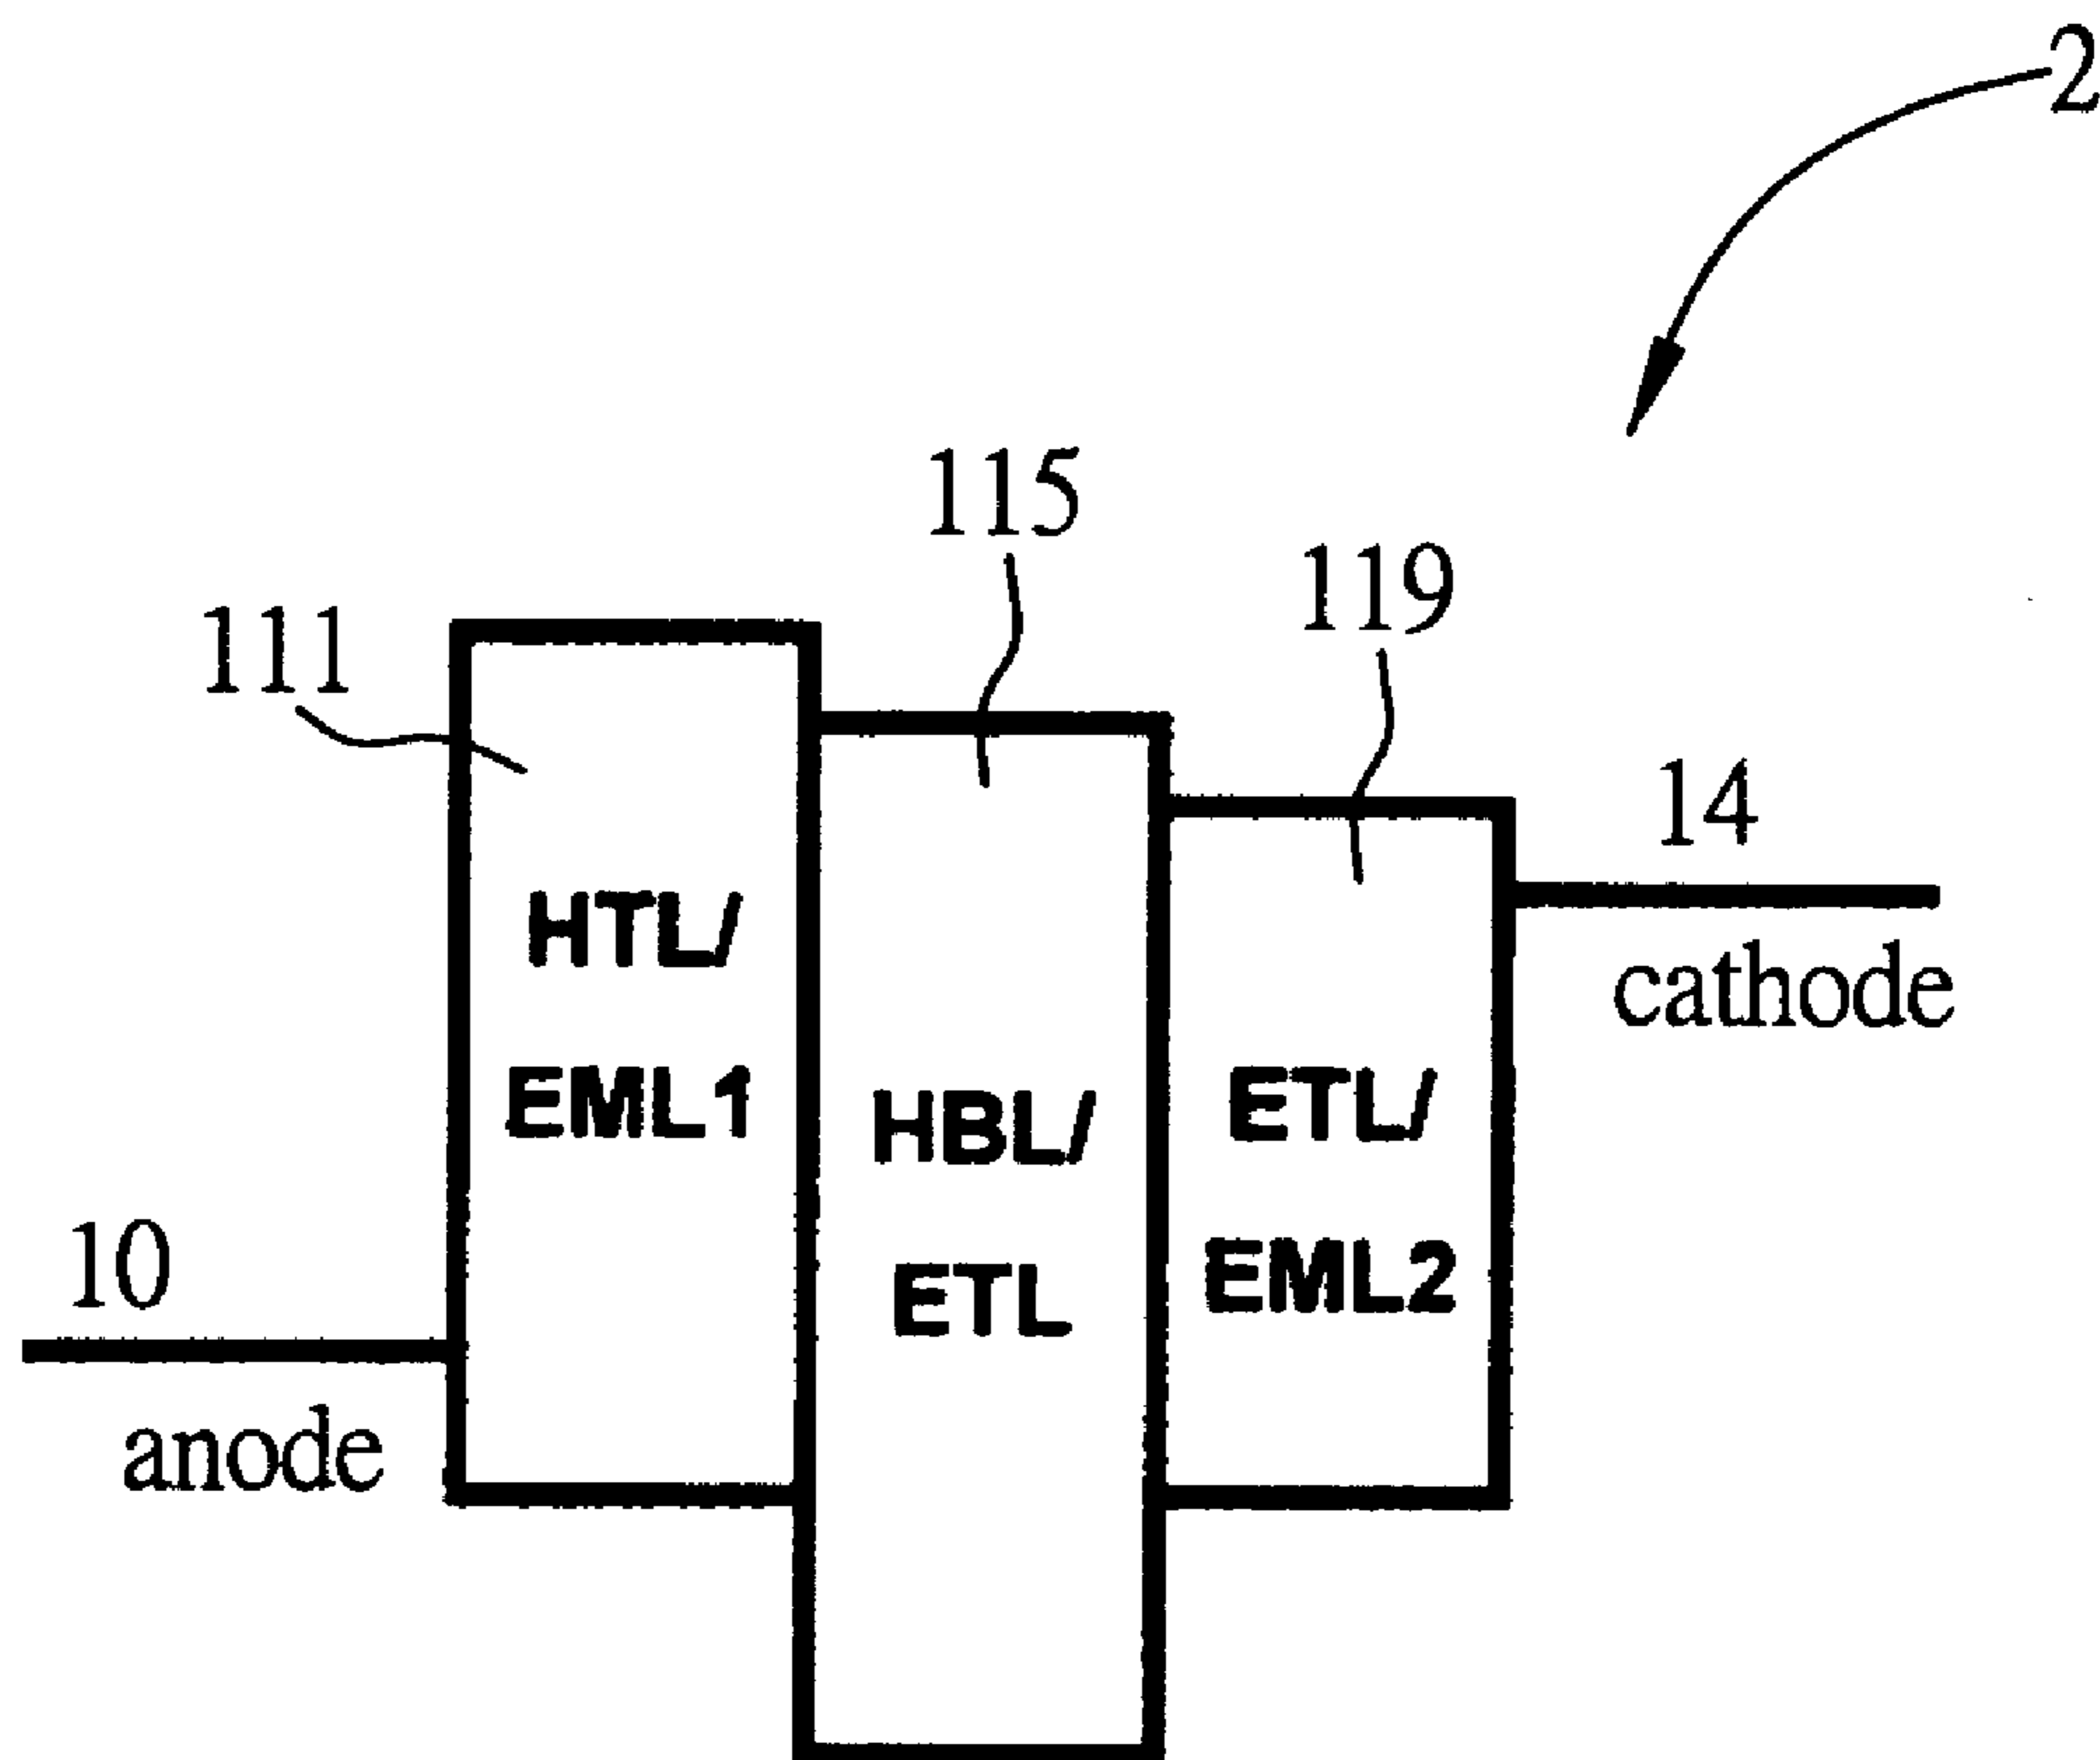 2
115
119
111
14
HTL/
EML1
cathode
HBL/
ETL
ETL/
EML2
10
anode